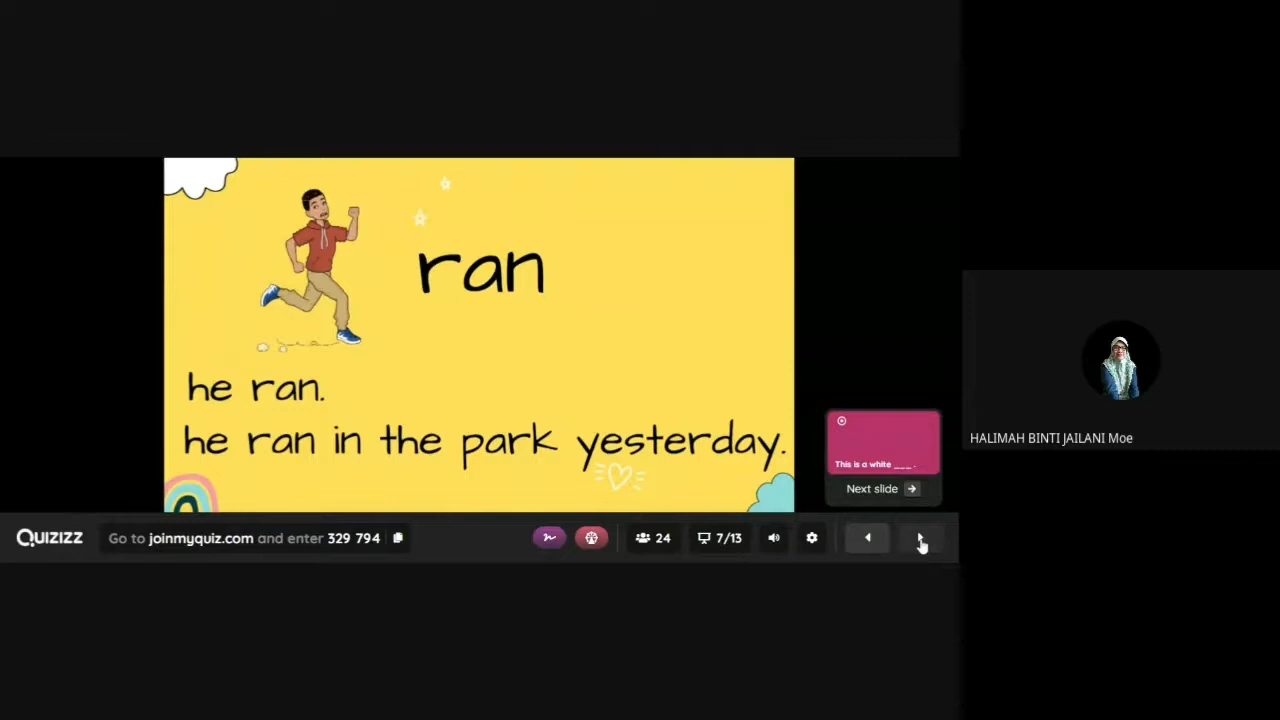 ran
he ran.
he ran in the park yesterday.
This is a white ___ .
Next slide
HALIMAH BINTI JAILANI Moe
QUIZIZZ Go to joinmyquiz.com and enter 329 794 24 7/13